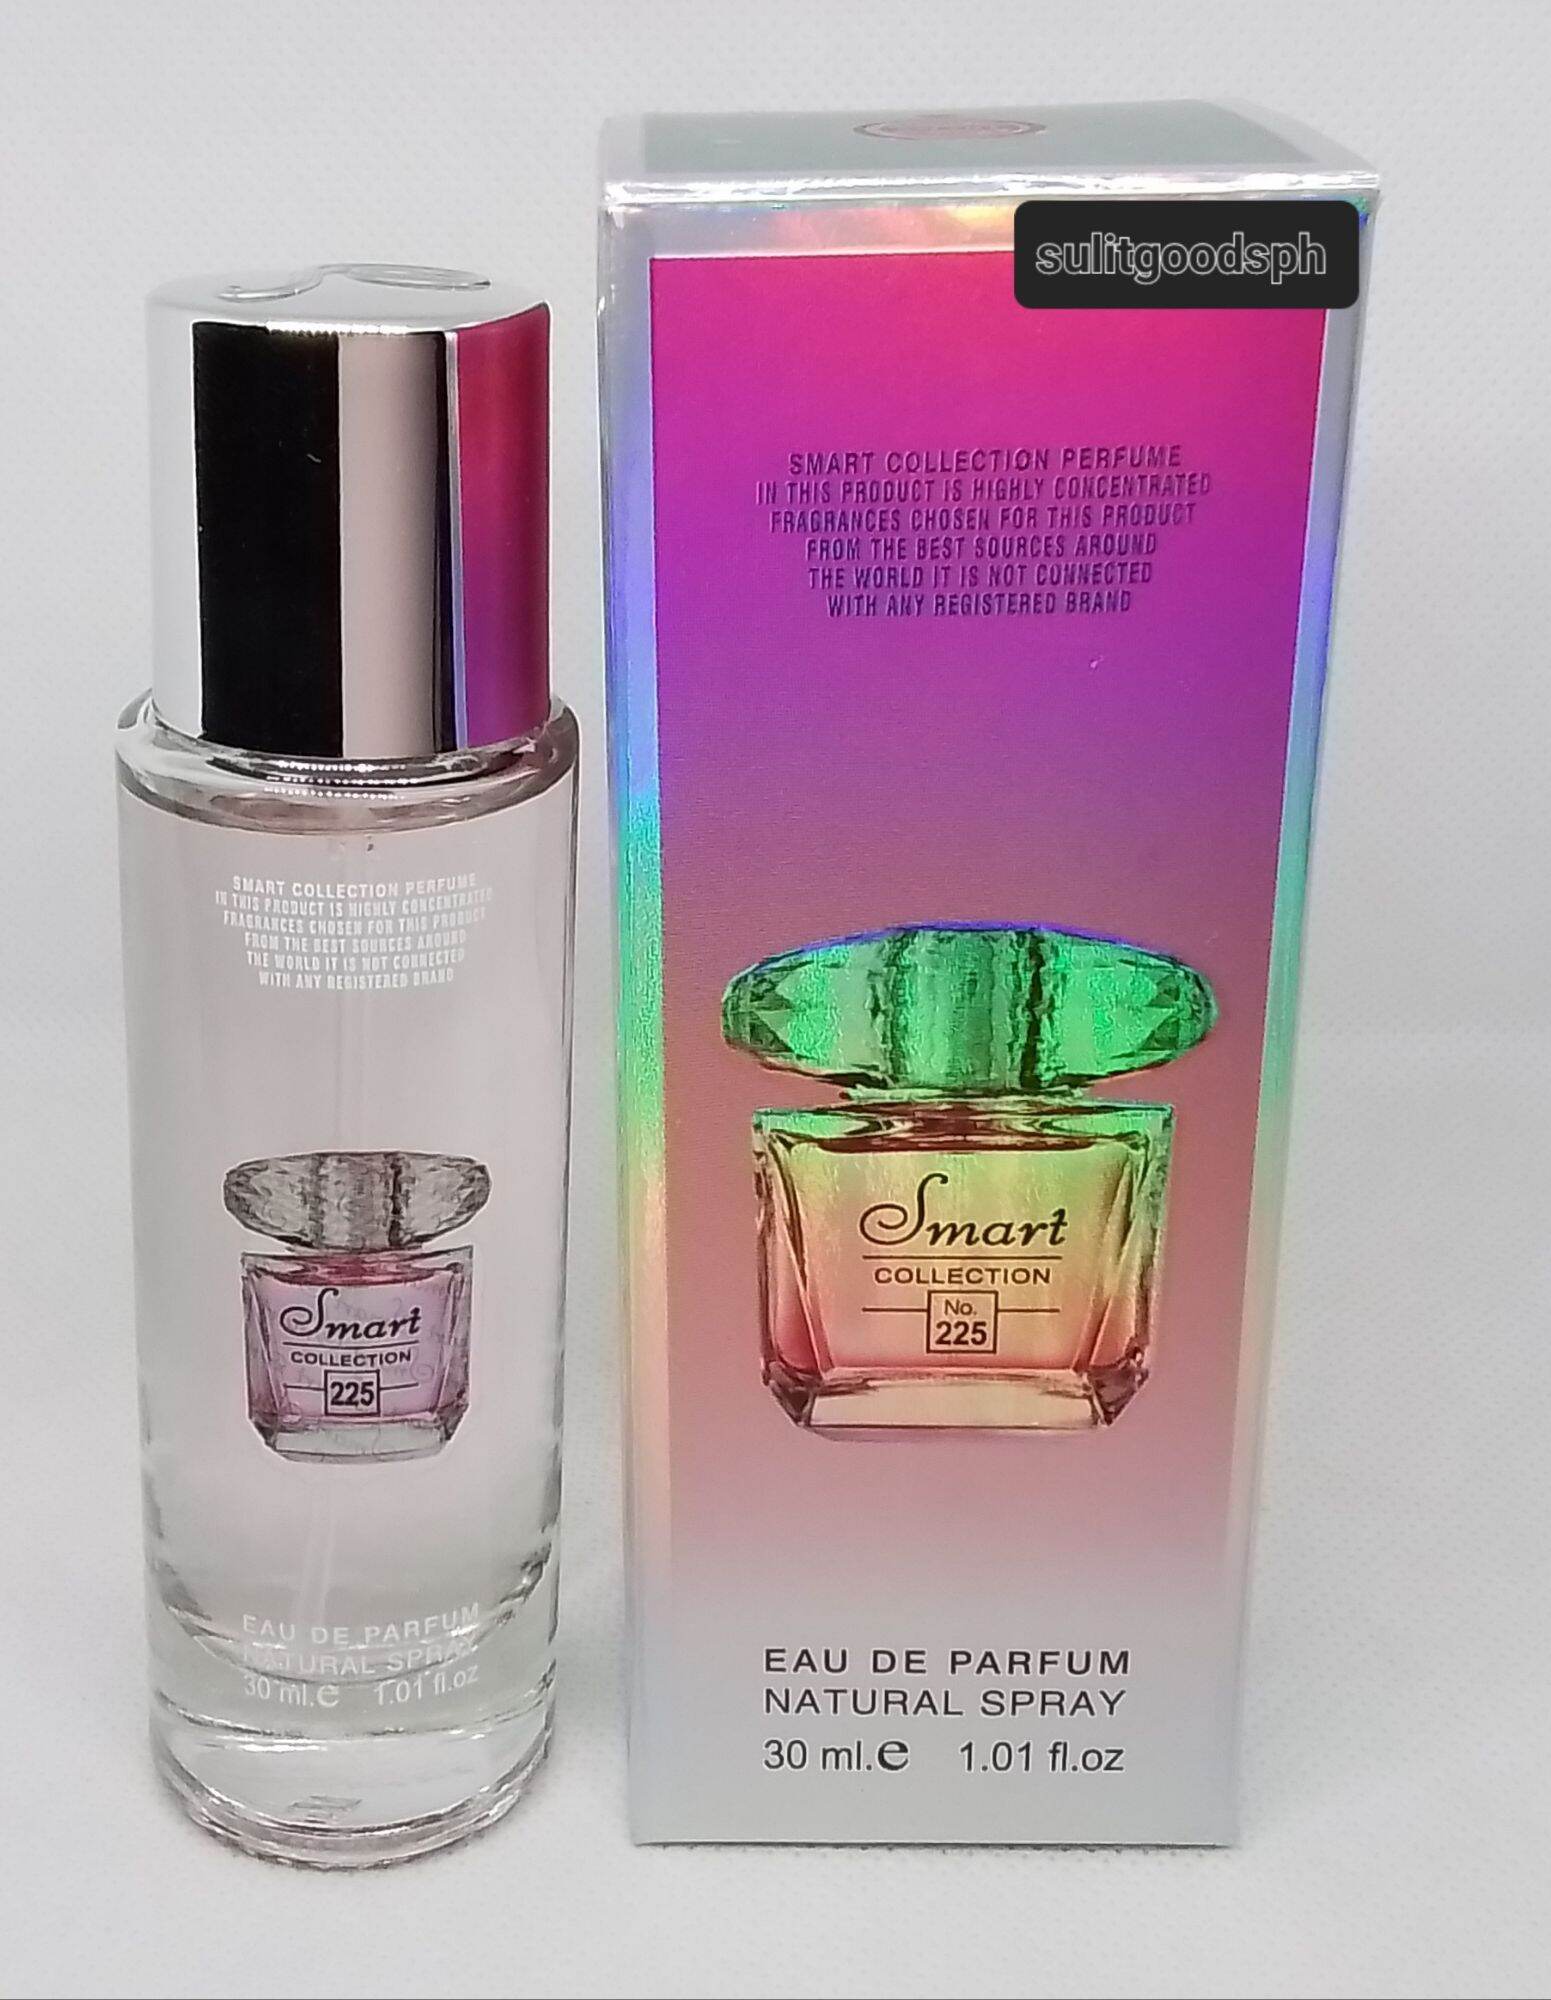 sulitgoodsph
SMART COLLECTION PERFUME
IN THIS PRODUCT IS HIGHLY CONCENTRATED
FRAGRANCES CHOSEN FOR THIS PRODUCT
FROM THE BEST SOURCES AROUND
THE WORLD IT IS NOT CONNECTED
WITH ANY REGISTERED BRAND
Smart
COLLECTION
No.
225
EAU DE PARFUM
NATURAL SPRAY
30 ml.e 1.01 fl.oz
SMART COLLECTION PERFUME
IN THIS PRODUCT IS HIGHLY CONCENTRATED
FRAGRANCES CHOSEN FOR THIS PRODUCT
FROM THE BEST SOURCES AROUND
THE WORLD IT IS NOT CONNECTED
WITH ANY REGISTERED BRAND
Smart
COLLECTION
225
EAU DE PARFUM
NATURAL SPRAY
30 ml.e 1.01 fl.oz